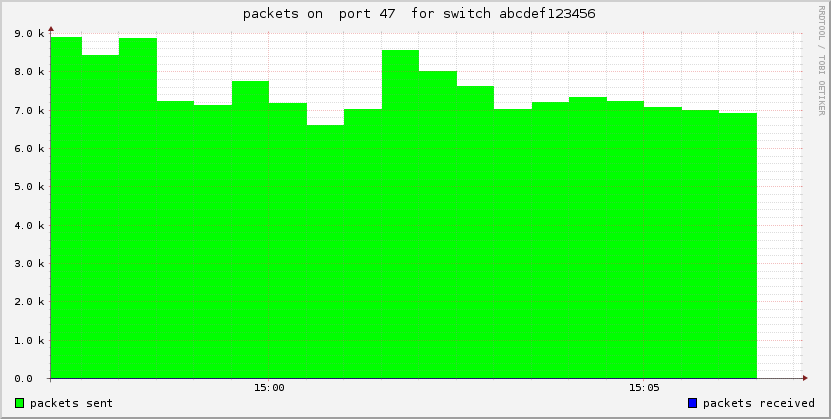 packets on  port 47  for switch abcdef123456
RRDTOOL / TOBI OETIKER
9.0 k
8.0 k
7.0 k
6.0 k
5.0 k
4.0 k
3.0 k
2.0 k
1.0 k
0.0
15:00 15:05
packets sent packets received